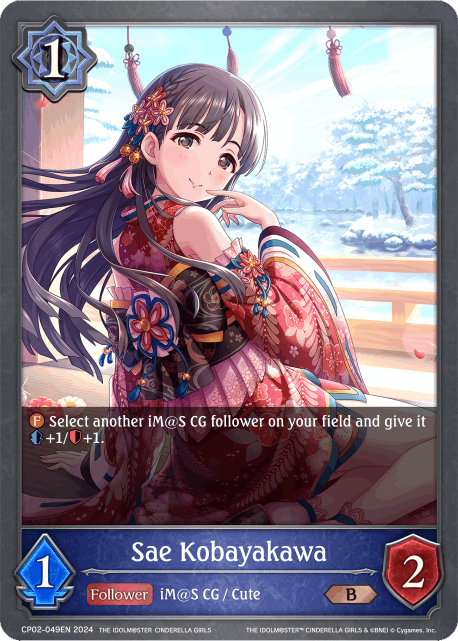 1
F Select another iM@S CG follower on your field and give it
+1/+1.
Sae Kobayakawa
1
Follower iM@S CG / Cute
B
2
CP02-049EN 2024 THE IDOLM@STER CINDERELLA GIRLS THE IDOLM@STER™ CINDERELLA GIRLS & ©BNEI © Cygames, Inc.